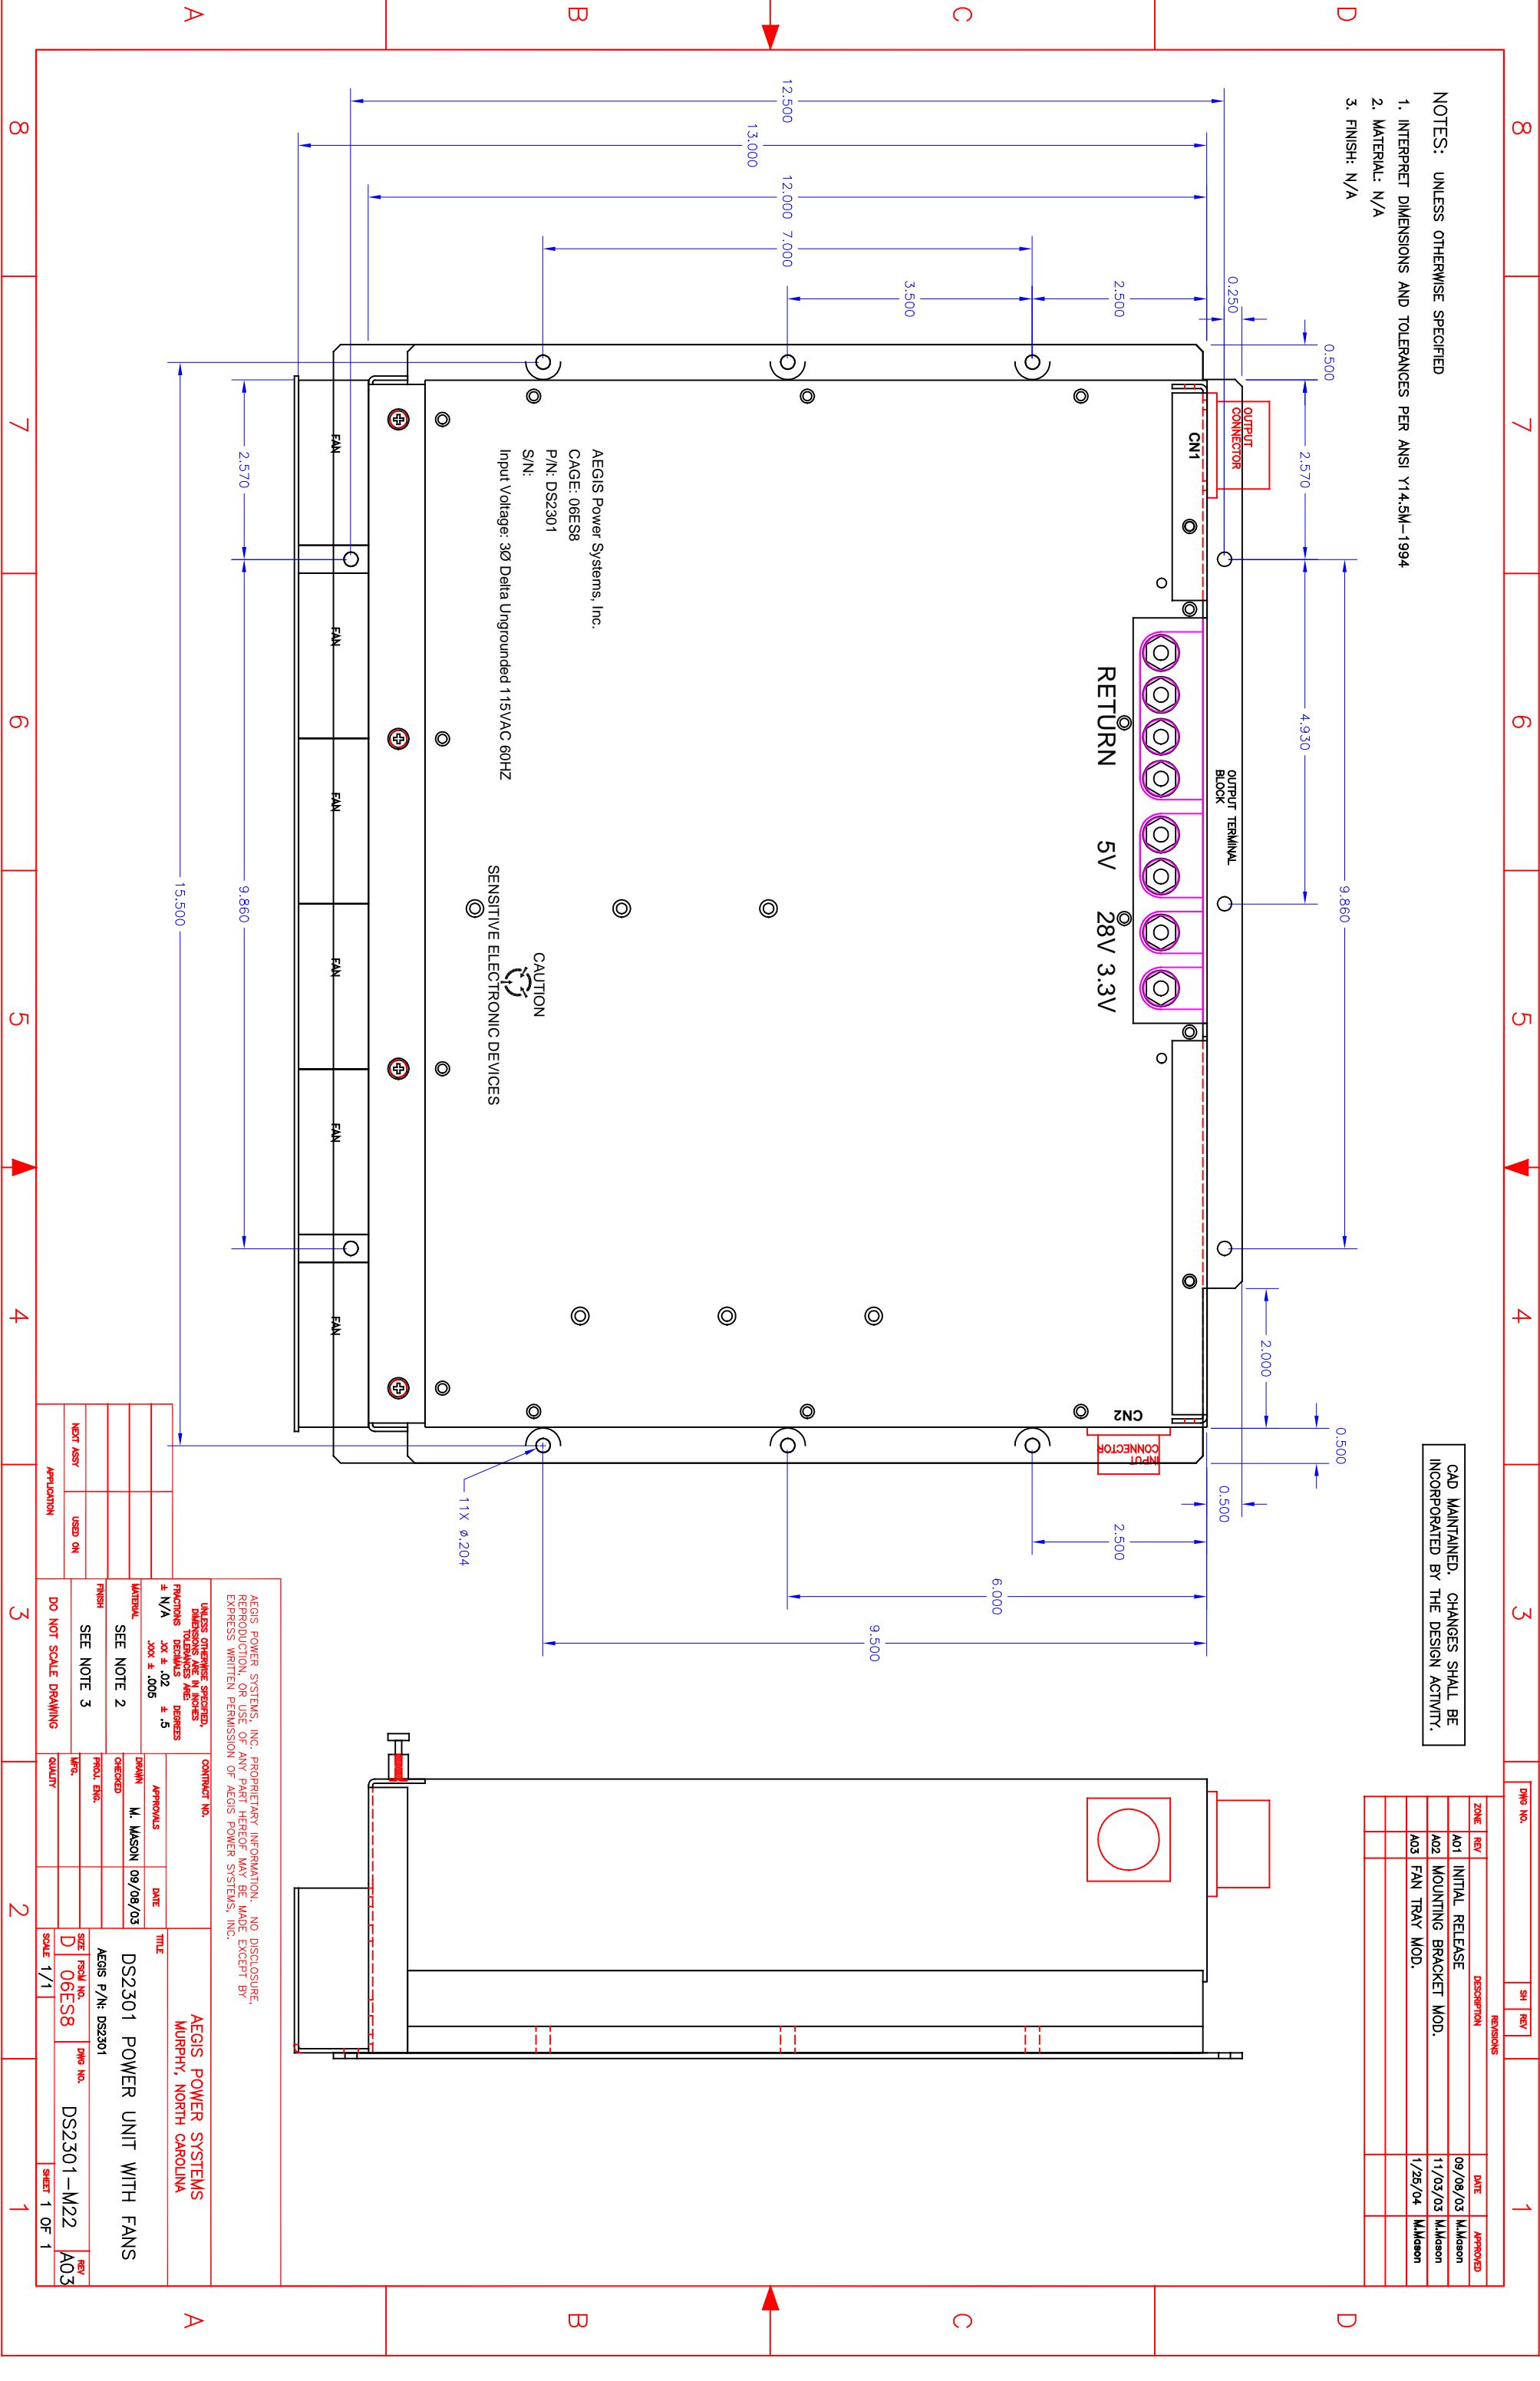 8
7
6
5
4
3
2
1
D
C
B
A
NOTES: UNLESS OTHERWISE SPECIFIED
1. INTERPRET DIMENSIONS AND TOLERANCES PER ANSI Y14.5M-1994
2. MATERIAL: N/A
3. FINISH: N/A
CAD MAINTAINED. CHANGES SHALL BE
INCORPORATED BY THE DESIGN ACTIVITY.
DWG NO.
SH
REV
REVISIONS
ZONE REV DESCRIPTION DATE APPROVED
A01 INITIAL RELEASE 09/08/03 M.Mason
A02 MOUNTING BRACKET MOD. 11/03/03 M.Mason
A03 FAN TRAY MOD. 1/25/04 M.Mason
9.860
0.500
0.500
2.570
4.930
2.000
0.250
0.500
OUTPUT
CONNECTOR
OUTPUT TERMINAL
BLOCK
CN1
RETURN
5V
28V
3.3V
CN2
INPUT
CONNECTOR
2.500
2.500
3.500
6.000
12.500
13.000
12.000
7.000
9.500
AEGIS Power Systems, Inc.
CAGE: 06ES8
P/N: DS2301
S/N:
Input Voltage: 3Ø Delta Ungrounded 115VAC 60HZ
CAUTION
SENSITIVE ELECTRONIC DEVICES
11X ø.204
FAN
FAN
FAN
FAN
FAN
FAN
2.570
9.860
15.500
AEGIS POWER SYSTEMS, INC. PROPRIETARY INFORMATION. NO DISCLOSURE,
REPRODUCTION, OR USE OF ANY PART HEREOF MAY BE MADE EXCEPT BY
EXPRESS WRITTEN PERMISSION OF AEGIS POWER SYSTEMS, INC.
UNLESS OTHERWISE SPECIFIED,
DIMENSIONS ARE IN INCHES
TOLERANCES ARE:
FRACTIONS DECIMALS DEGREES
± N/A .XX ± .02 ± .5
.XXX ± .005
MATERIAL
SEE NOTE 2
FINISH
SEE NOTE 3
DO NOT SCALE DRAWING
NEXT ASSY
USED ON
APPLICATION
CONTRACT NO.
APPROVALS
DATE
DRAWN
M. MASON
09/08/03
CHECKED
PROJ. ENG.
MFG.
QUALITY
AEGIS POWER SYSTEMS
MURPHY, NORTH CAROLINA
TITLE
DS2301 POWER UNIT WITH FANS
AEGIS P/N: DS2301
SIZE
D
FSCM NO.
06ES8
DWG NO.
DS2301-M22
REV
A03
SCALE 1/1
SHEET 1 OF 1
8
7
6
5
4
3
2
1
D
C
B
A